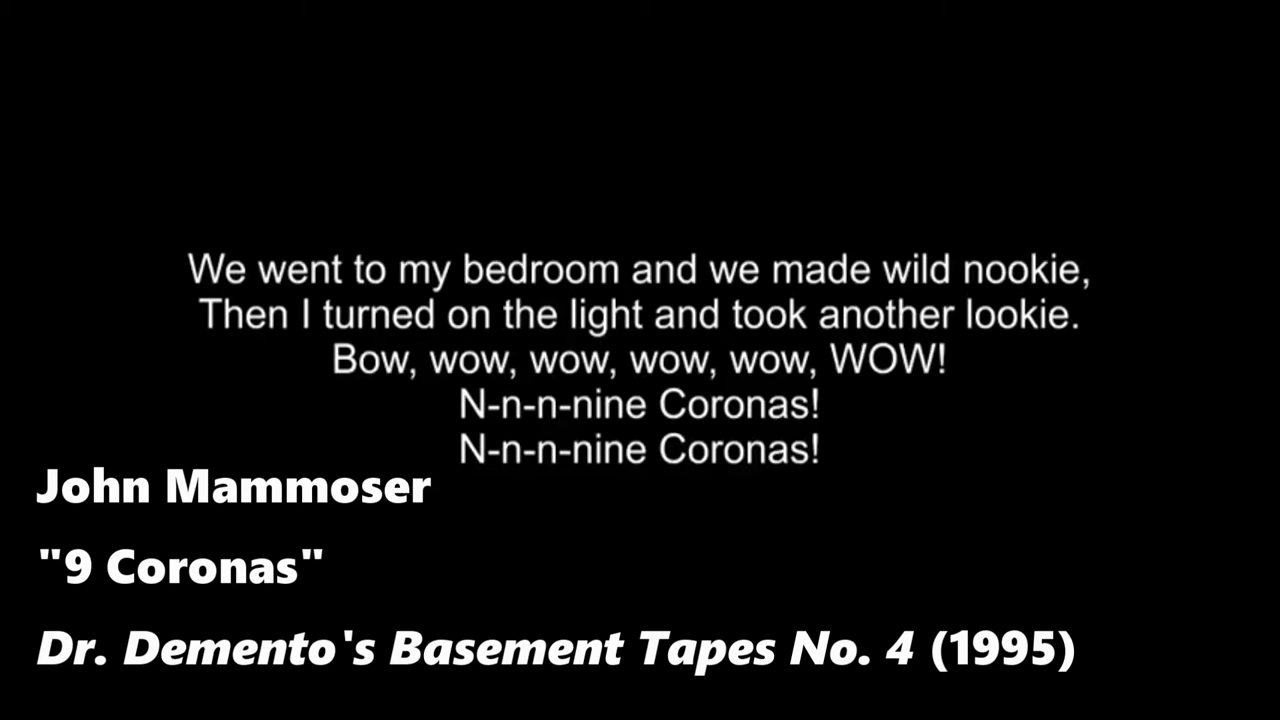 We went to my bedroom and we made wild nookie,
Then I turned on the light and took another lookie.
Bow, wow, wow, wow, wow, WOW!
N-n-n-nine Coronas!
N-n-n-nine Coronas!
John Mammoser
"9 Coronas"
Dr. Demento's Basement Tapes No. 4 (1995)